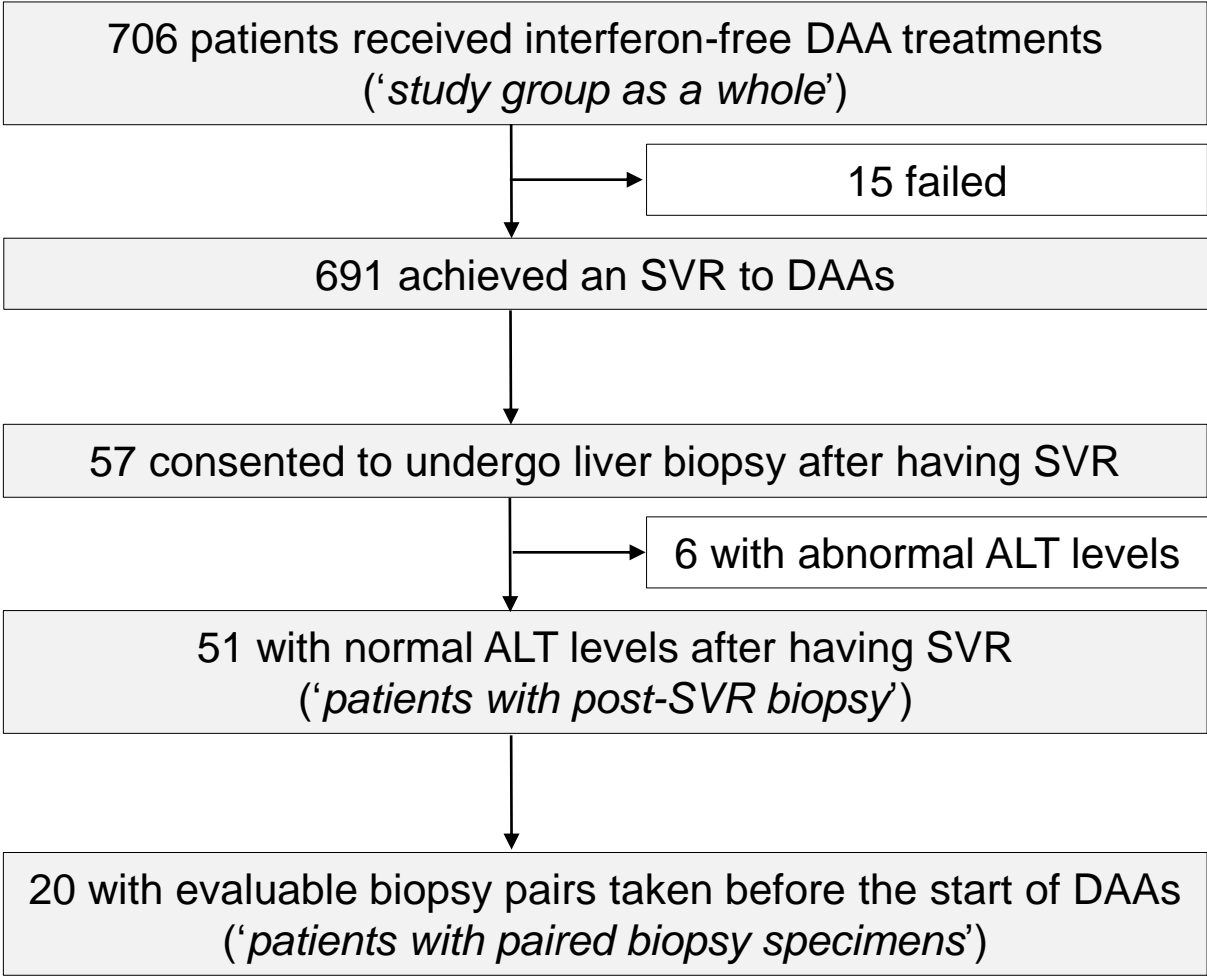 706 patients received interferon-free DAA treatments
(‘study group as a whole’)
15 failed
691 achieved an SVR to DAAs
57 consented to undergo liver biopsy after having SVR
6 with abnormal ALT levels
51 with normal ALT levels after having SVR
(‘patients with post-SVR biopsy’)
20 with evaluable biopsy pairs taken before the start of DAAs
(‘patients with paired biopsy specimens’)